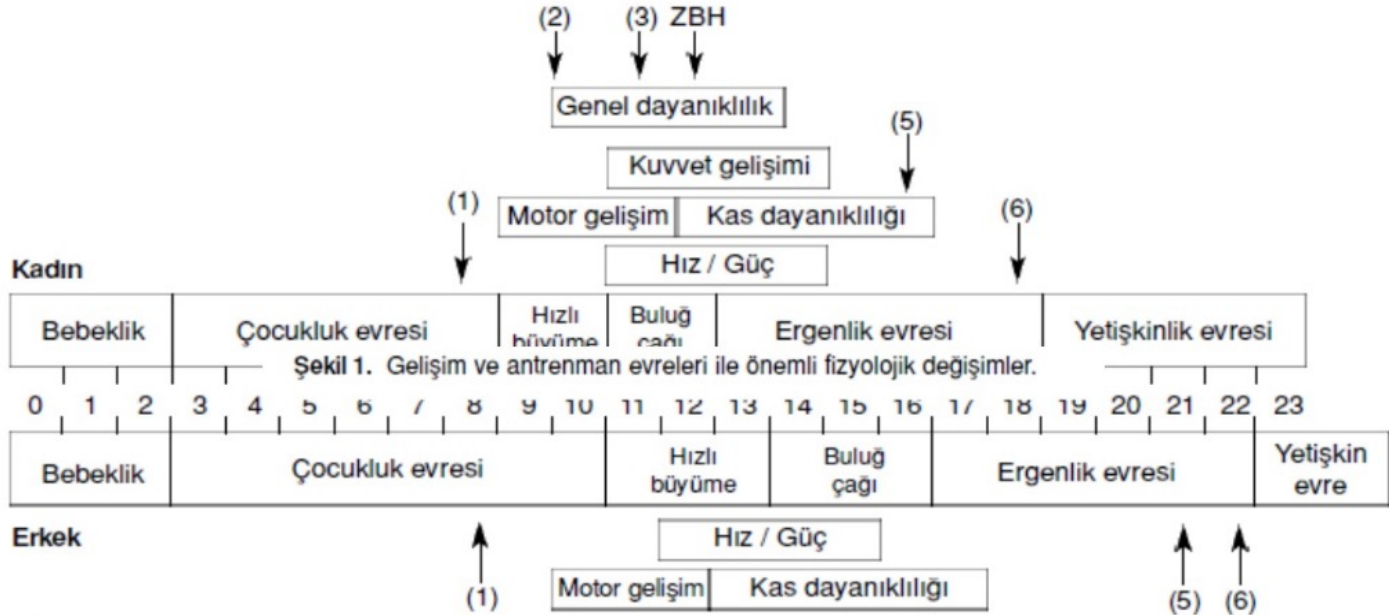 (2) (3) ZBH
Genel dayanıklılık
(5)
Kuvvet gelişimi
(1) Motor gelişim Kas dayanıklılığı (6)
Hız / Güç
Kadın
Bebeklik Çocukluk evresi Hızlı büyüme Buluğ çağı Ergenlik evresi Yetişkinlik evresi
Şekil 1. Gelişim ve antrenman evreleri ile önemli fizyolojik değişimler.
0 1 2 3 4 5 6 7 8 9 10 11 12 13 14 15 16 17 18 19 20 21 22 23
Bebeklik Çocukluk evresi Hızlı büyüme Buluğ çağı Ergenlik evresi Yetişkin evre
Erkek
Hız / Güç
(1) Motor gelişim Kas dayanıklılığı (5) (6)